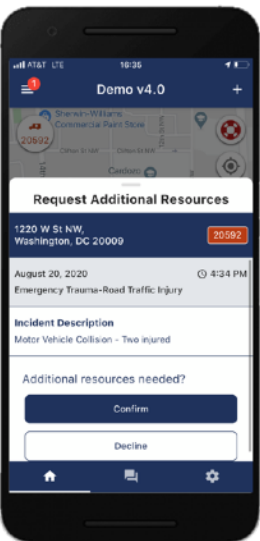 AT&T LTE 16:35
1
Demo v4.0 +
Sherwin-Williams
Commercial Paint Store
20592
Cardozo
Request Additional Resources
1220 W St NW,
Washington, DC 20009
20592
August 20, 2020 4:34 PM
Emergency Trauma-Road Traffic Injury
Incident Description
Motor Vehicle Collision - Two injured
Additional resources needed?
Confirm
Decline